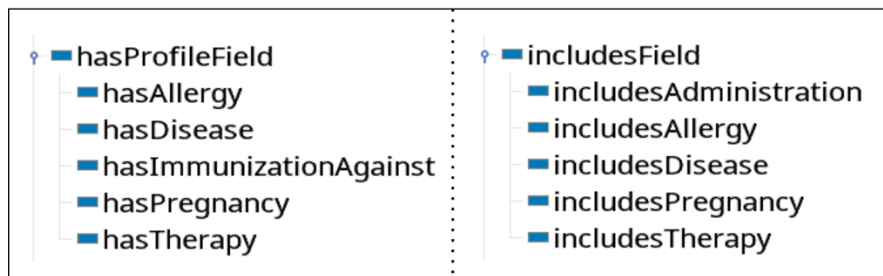 hasProfileField
hasAllergy
hasDisease
hasImmunizationAgainst
hasPregnancy
hasTherapy
includesField
includesAdministration
includesAllergy
includesDisease
includesPregnancy
includesTherapy